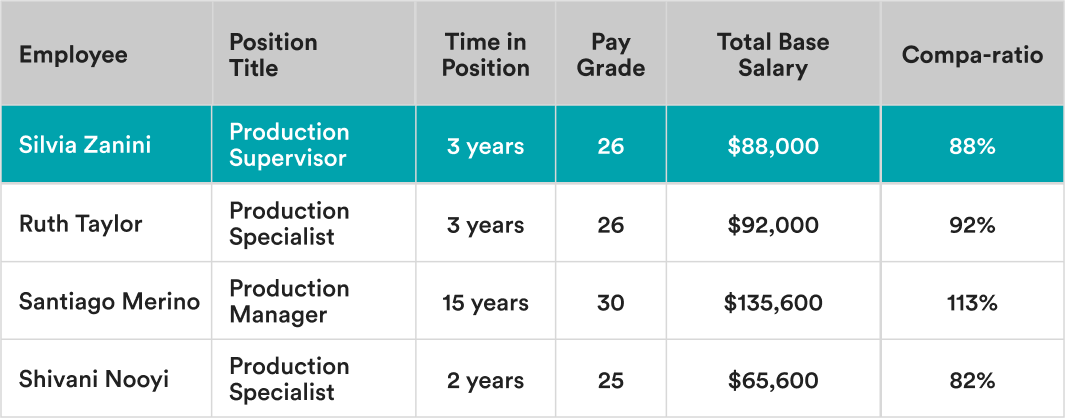 Employee
Position
Title
Time in
Position
Pay
Grade
Total Base
Salary
Compa-ratio
Silvia Zanini
Production
Supervisor
3 years
26
$88,000
88%
Ruth Taylor
Production
Specialist
3 years
26
$92,000
92%
Santiago Merino
Production
Manager
15 years
30
$135,600
113%
Shivani Nooyi
Production
Specialist
2 years
25
$65,600
82%